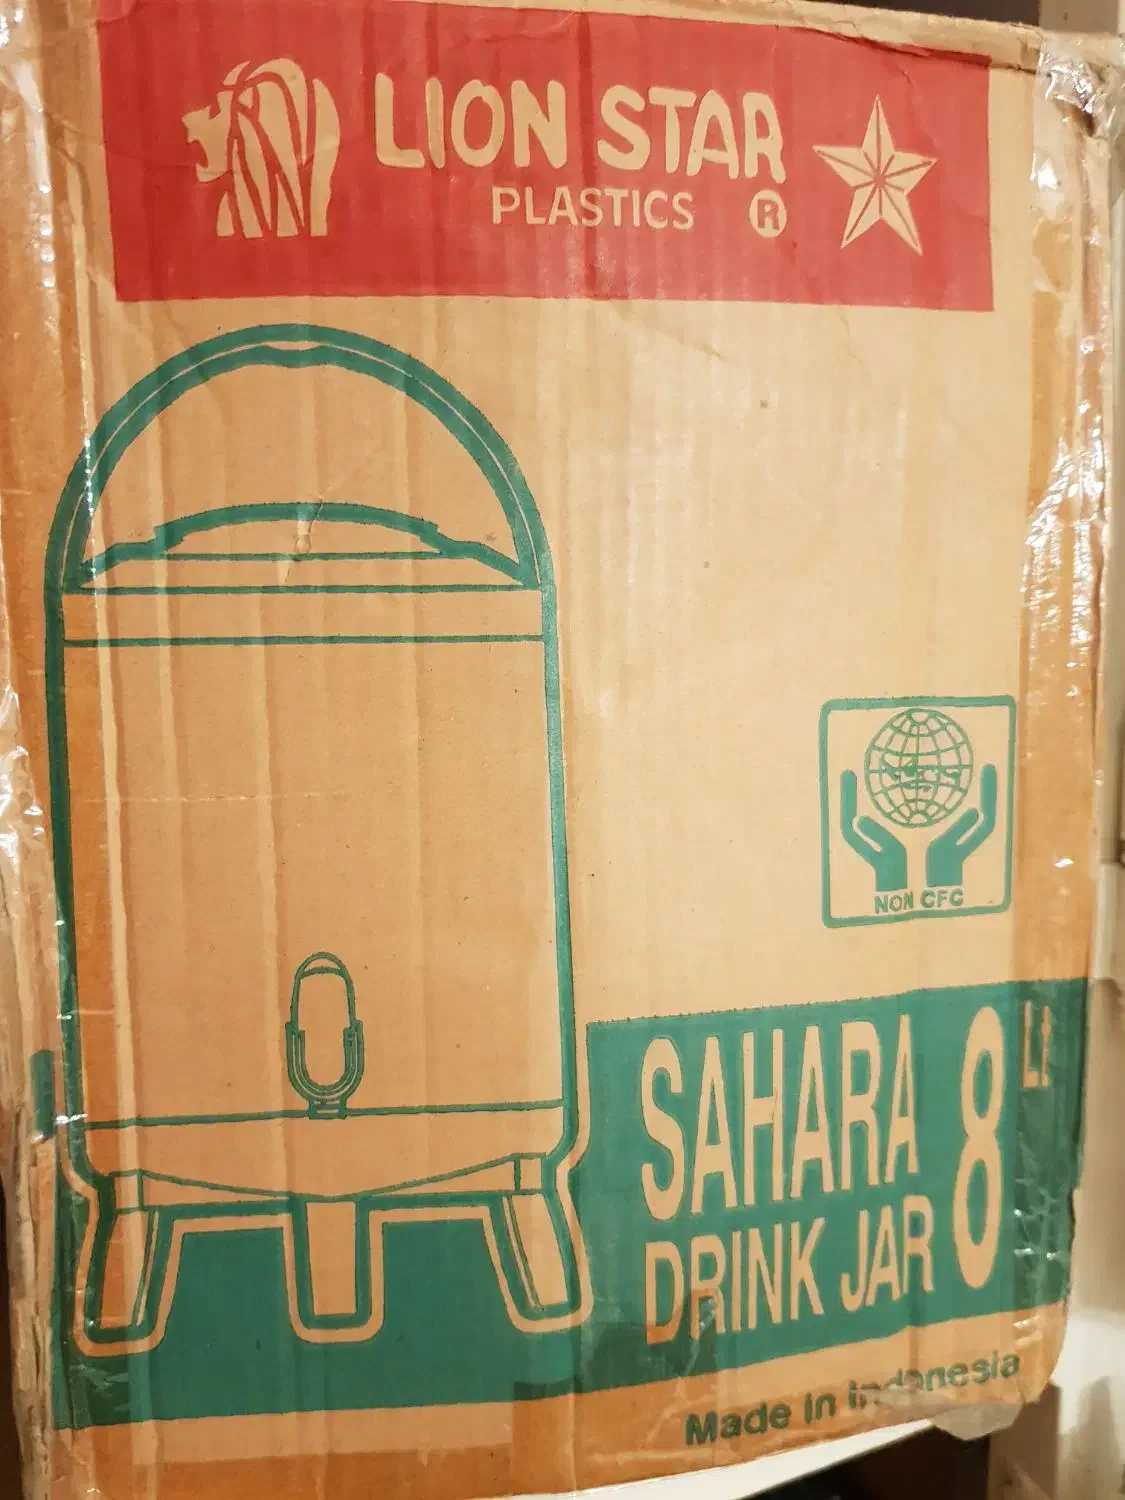 LION STAR
PLASTICS ®
NON CFC
SAHARA 8 Lt
DRINK JAR
Made in Indonesia